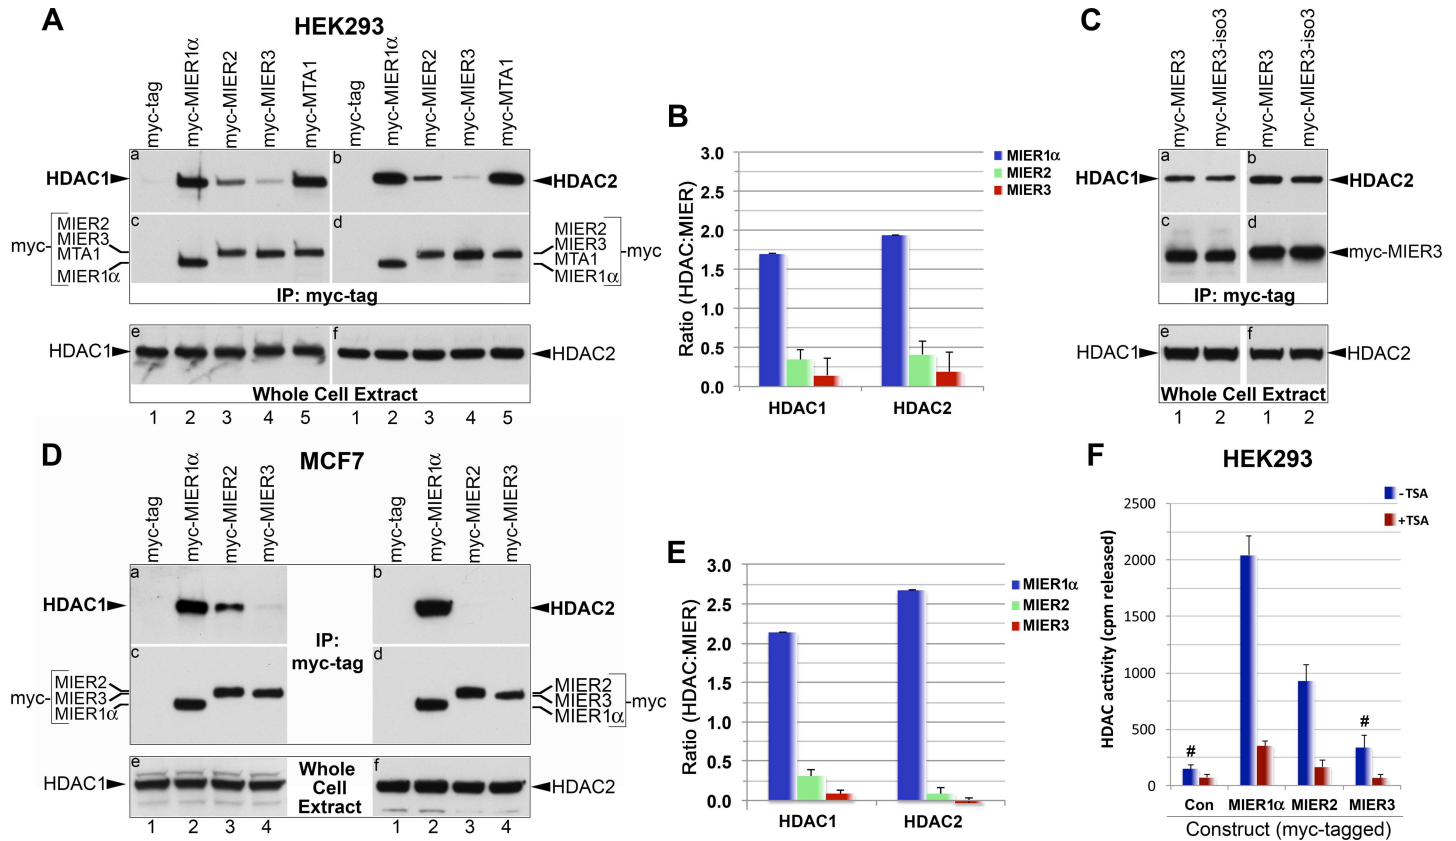 A
HEK293
myc-tag
myc-MIER1α
myc-MIER2
myc-MIER3
myc-MTA1
myc-tag
myc-MIER1α
myc-MIER2
myc-MIER3
myc-MTA1
a
b
HDAC1
HDAC2
c
d
myc-
MIER2
MIER3
MTA1
MIER1α
MIER2
MIER3
MTA1
MIER1α
-myc
IP: myc-tag
e
f
HDAC1
HDAC2
Whole Cell Extract
1 2 3 4 5 1 2 3 4 5
B
Ratio (HDAC:MIER)
3.0
2.5
2.0
1.5
1.0
0.5
0.0
HDAC1 HDAC2
MIER1α
MIER2
MIER3
C
myc-MIER3
myc-MIER3-iso3
myc-MIER3
myc-MIER3-iso3
a
b
HDAC1
HDAC2
c
d
myc-MIER3
IP: myc-tag
e
f
HDAC1
HDAC2
Whole Cell Extract
1 2 1 2
D
MCF7
myc-tag
myc-MIER1α
myc-MIER2
myc-MIER3
myc-tag
myc-MIER1α
myc-MIER2
myc-MIER3
a
b
HDAC1
HDAC2
IP:
myc-tag
c
d
myc-
MIER2
MIER3
MIER1α
MIER2
MIER3
MIER1α
-myc
e
f
HDAC1
HDAC2
Whole
Cell
Extract
1 2 3 4 1 2 3 4
E
Ratio (HDAC:MIER)
3.0
2.5
2.0
1.5
1.0
0.5
0.0
HDAC1 HDAC2
MIER1α
MIER2
MIER3
F
HEK293
HDAC activity (cpm released)
2500
2000
1500
1000
500
0
-TSA
+TSA
#
#
Con MIER1α MIER2 MIER3
Construct (myc-tagged)